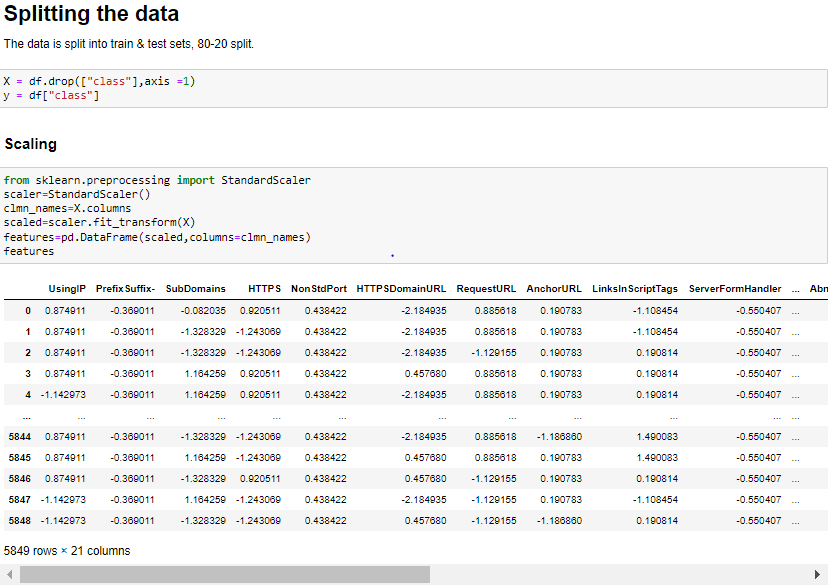 Splitting the data
The data is split into train & test sets, 80-20 split.
X = df.drop(["class"],axis =1)
y = df["class"]
Scaling
from sklearn.preprocessing import StandardScaler
scaler=StandardScaler()
clmn_names=X.columns
scaled=scaler.fit_transform(X)
features=pd.DataFrame(scaled,columns=clmn_names)
features
UsingIP PrefixSuffix- SubDomains HTTPS NonStdPort HTTPSDomainURL RequestURL AnchorURL LinksInScriptTags ServerFormHandler ... Abn
0 0.874911 -0.369011 -0.082035 0.920511 0.438422 -2.184935 0.885618 0.190783 -1.108454 -0.550407 ...
1 0.874911 -0.369011 -1.328329 -1.243069 0.438422 -2.184935 0.885618 0.190783 -1.108454 -0.550407 ...
2 0.874911 -0.369011 -1.328329 -1.243069 0.438422 -2.184935 -1.129155 0.190783 0.190814 -0.550407 ...
3 0.874911 -0.369011 1.164259 0.920511 0.438422 0.457680 0.885618 0.190783 0.190814 -0.550407 ...
4 -1.142973 -0.369011 1.164259 0.920511 0.438422 -2.184935 0.885618 0.190783 0.190814 -0.550407 ...
... ... ... ... ... ... ... ... ... ... ... ...
5844 0.874911 -0.369011 -1.328329 -1.243069 0.438422 -2.184935 0.885618 -1.186860 1.490083 -0.550407 ...
5845 0.874911 -0.369011 1.164259 -1.243069 0.438422 0.457680 0.885618 0.190783 1.490083 -0.550407 ...
5846 0.874911 -0.369011 -1.328329 0.920511 0.438422 0.457680 -1.129155 0.190783 0.190814 -0.550407 ...
5847 -1.142973 -0.369011 1.164259 -1.243069 0.438422 -2.184935 -1.129155 0.190783 -1.108454 -0.550407 ...
5848 -1.142973 -0.369011 -1.328329 -1.243069 0.438422 0.457680 -1.129155 -1.186860 0.190814 -0.550407 ...
5849 rows × 21 columns